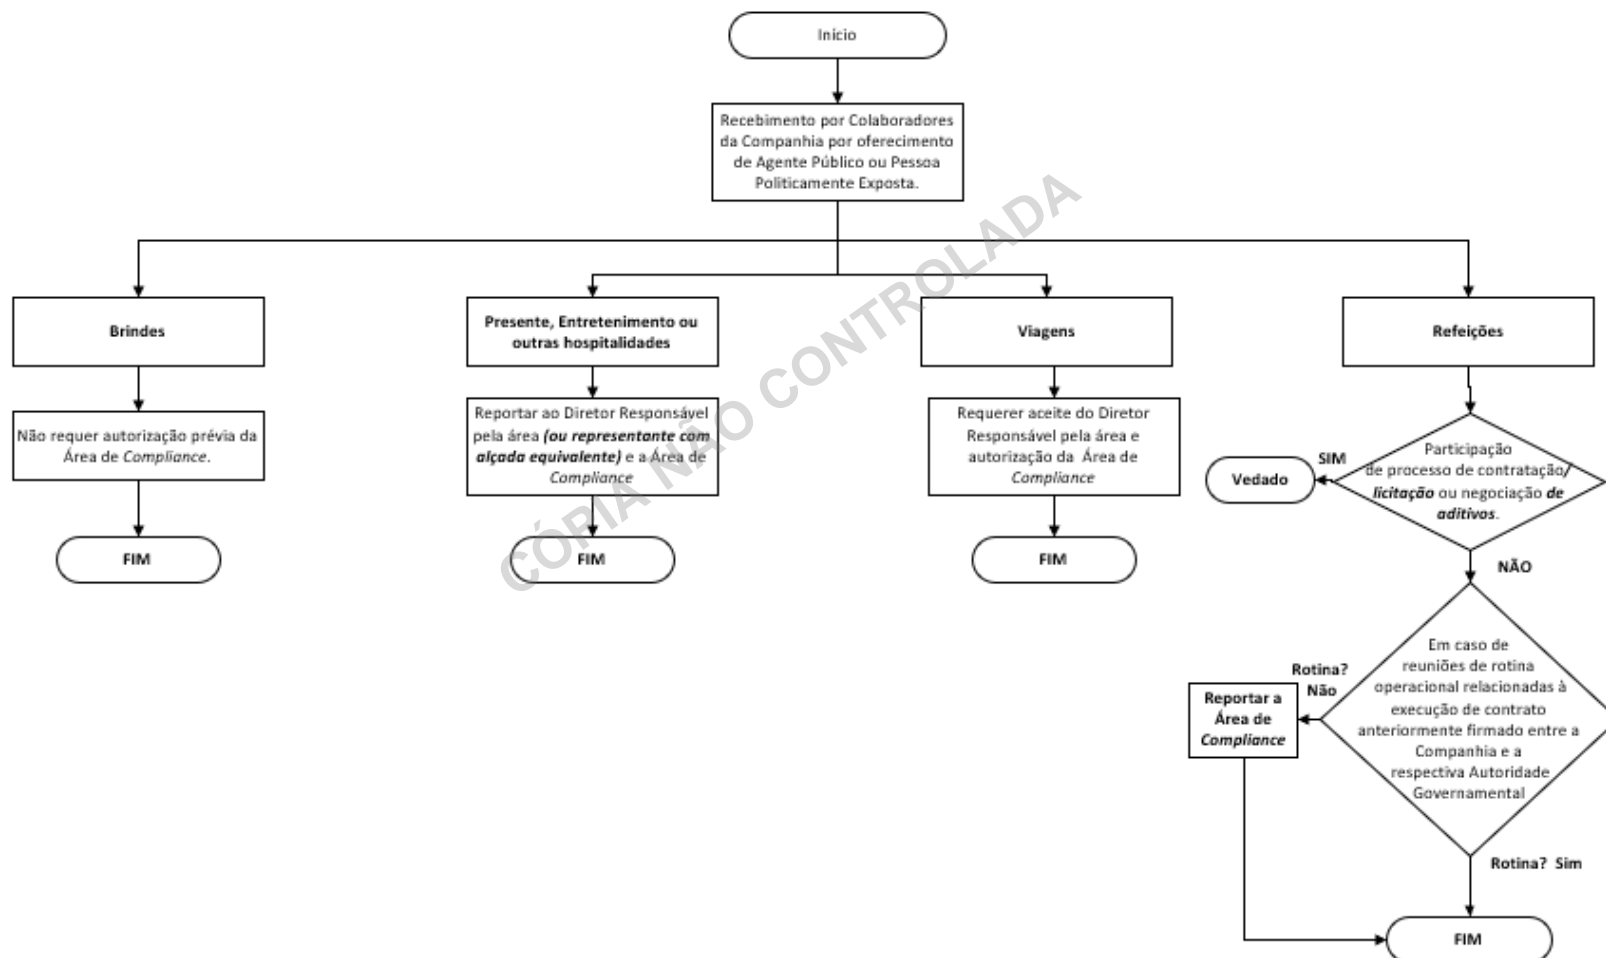 Início
Recebimento por Colaboradores
da Companhia por oferecimento
de Agente Público ou Pessoa
Politicamente Exposta.
Brindes
Presente, Entretenimento ou
outras hospitalidades
Viagens
Refeições
Não requer autorização prévia da
Área de Compliance.
Reportar ao Diretor Responsável
pela área (ou representante com
alçada equivalente) e a Área de
Compliance
Requerer aceite do Diretor
Responsável pela área e
autorização da Área de
Compliance
Participação
de processo de contratação/
licitação ou negociação de
aditivos.
SIM
Vedado
FIM
FIM
FIM
NÃO
Em caso de
reuniões de rotina
operacional relacionadas à
execução de contrato
anteriormente firmado entre a
Companhia e a
respectiva Autoridade
Governamental
Rotina?
Não
Reportar a
Área de
Compliance
Rotina? Sim
FIM
CÓPIA NÃO CONTROLADA